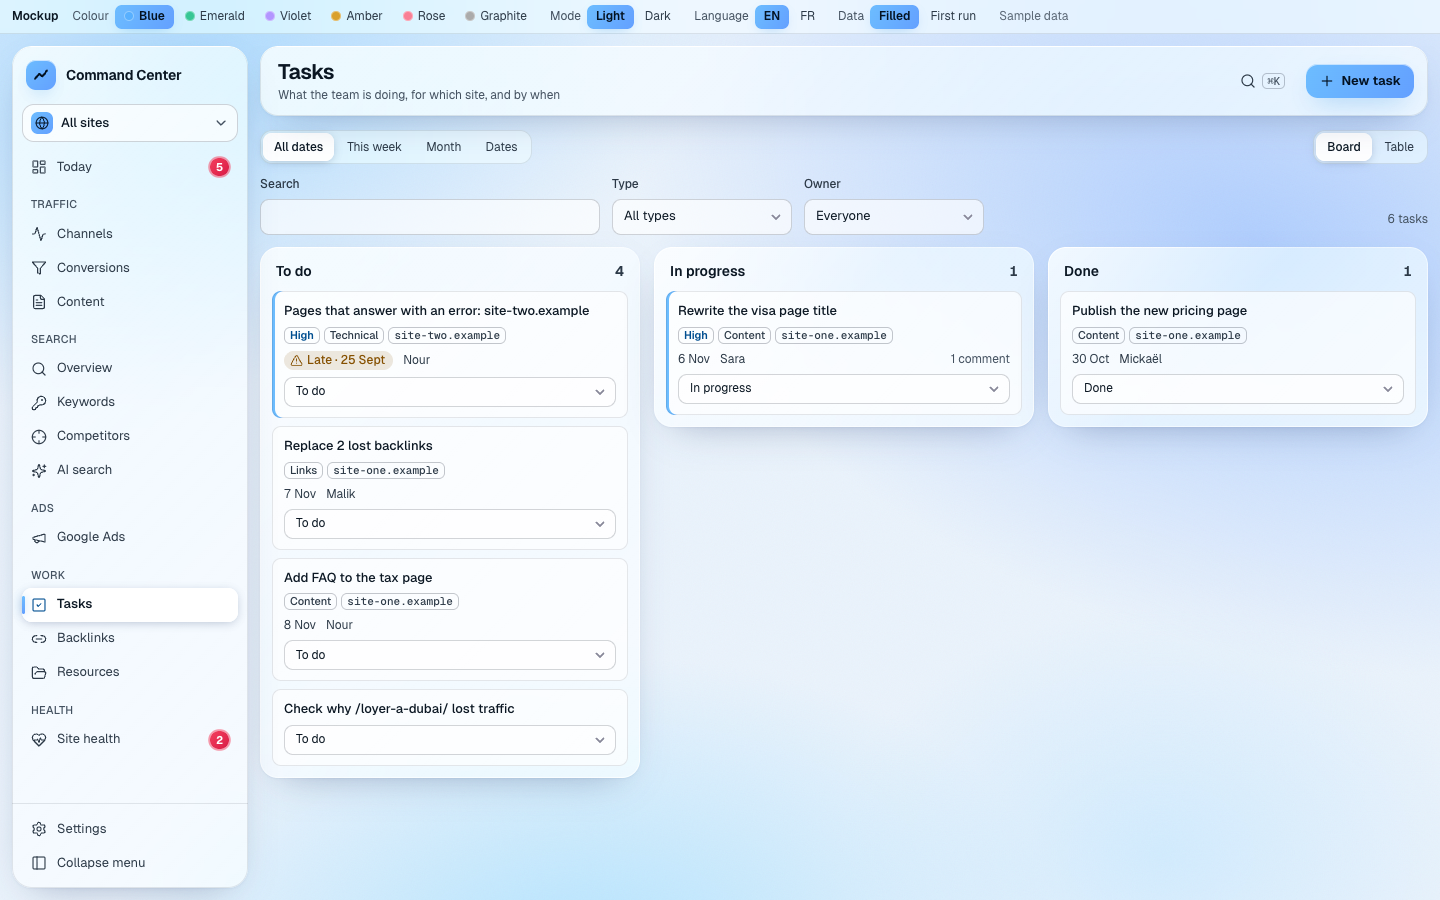 Mockup Colour Blue Emerald Violet Amber Rose Graphite Mode Light Dark Language EN FR Data Filled First run Sample data
Command Center
All sites
Today 5
TRAFFIC
Channels
Conversions
Content
SEARCH
Overview
Keywords
Competitors
AI search
ADS
Google Ads
WORK
Tasks
Backlinks
Resources
HEALTH
Site health 2
Settings
Collapse menu
Tasks
What the team is doing, for which site, and by when
⌘K
New task
All dates This week Month Dates
Board Table
Search Type Owner
All types Everyone
6 tasks
To do 4
Pages that answer with an error: site-two.example
High Technical site-two.example
Late · 25 Sept Nour
To do
Replace 2 lost backlinks
Links site-one.example
7 Nov Malik
To do
Add FAQ to the tax page
Content site-one.example
8 Nov Nour
To do
Check why /loyer-a-dubai/ lost traffic
To do
In progress 1
Rewrite the visa page title
High Content site-one.example
6 Nov Sara 1 comment
In progress
Done 1
Publish the new pricing page
Content site-one.example
30 Oct Mickaël
Done